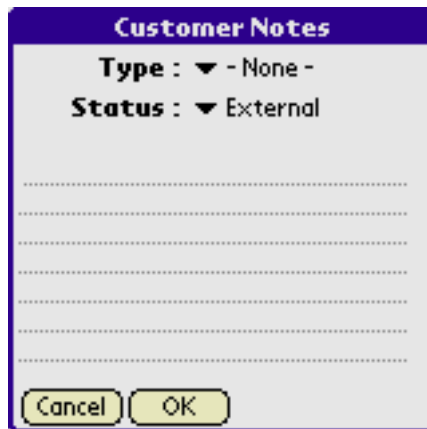 Customer Notes
Type : - None -
Status : External
Cancel OK